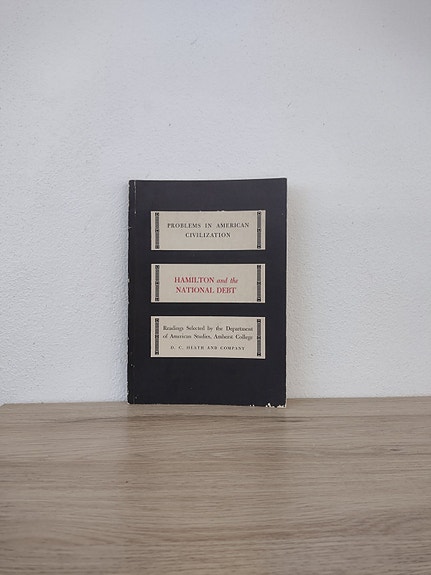 PROBLEMS IN AMERICAN
CIVILIZATION
HAMILTON and the
NATIONAL DEBT
Readings Selected by the Department
of American Studies, Amherst College
D. C. HEATH AND COMPANY